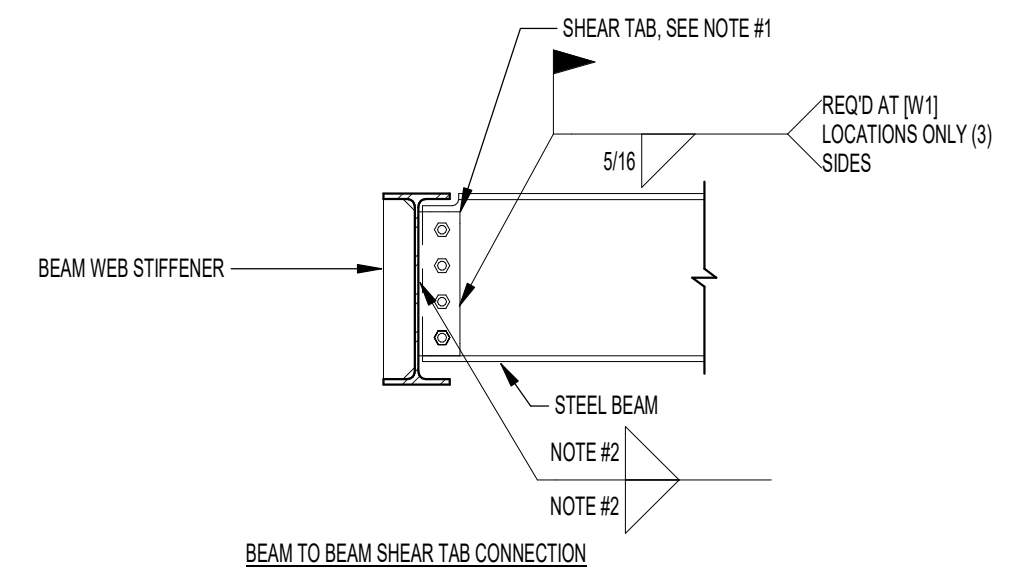 SHEAR TAB, SEE NOTE #1
REQ'D AT [W1]
LOCATIONS ONLY (3)
SIDES
5/16
BEAM WEB STIFFENER
STEEL BEAM
NOTE #2
NOTE #2
BEAM TO BEAM SHEAR TAB CONNECTION